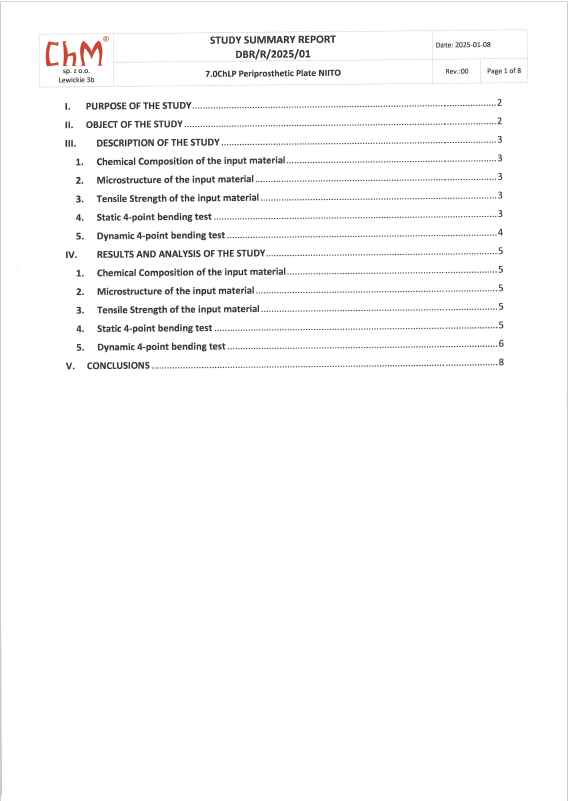 ChM®
sp. z o.o.
Lewickie 3b
STUDY SUMMARY REPORT
DBR/R/2025/01
7.0ChLP Periprosthetic Plate NIITO
Date: 2025-01-08
Rev.:00
Page 1 of 8
I. PURPOSE OF THE STUDY 2
II. OBJECT OF THE STUDY 2
III. DESCRIPTION OF THE STUDY 3
1. Chemical Composition of the input material 3
2. Microstructure of the input material 3
3. Tensile Strength of the input material 3
4. Static 4-point bending test 3
5. Dynamic 4-point bending test 4
IV. RESULTS AND ANALYSIS OF THE STUDY 5
1. Chemical Composition of the input material 5
2. Microstructure of the input material 5
3. Tensile Strength of the input material 5
4. Static 4-point bending test 5
5. Dynamic 4-point bending test 6
V. CONCLUSIONS 8